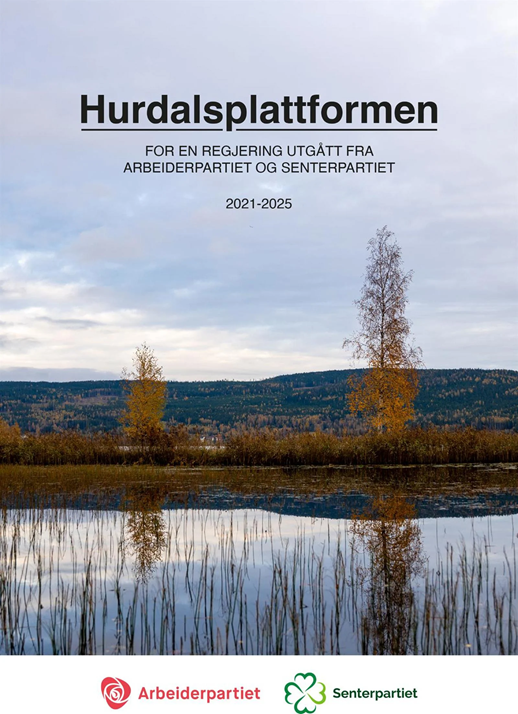 Hurdalsplattformen
FOR EN REGJERING UTGÅTT FRA
ARBEIDERPARTIET OG SENTERPARTIET
2021-2025
Arbeiderpartiet
Senterpartiet